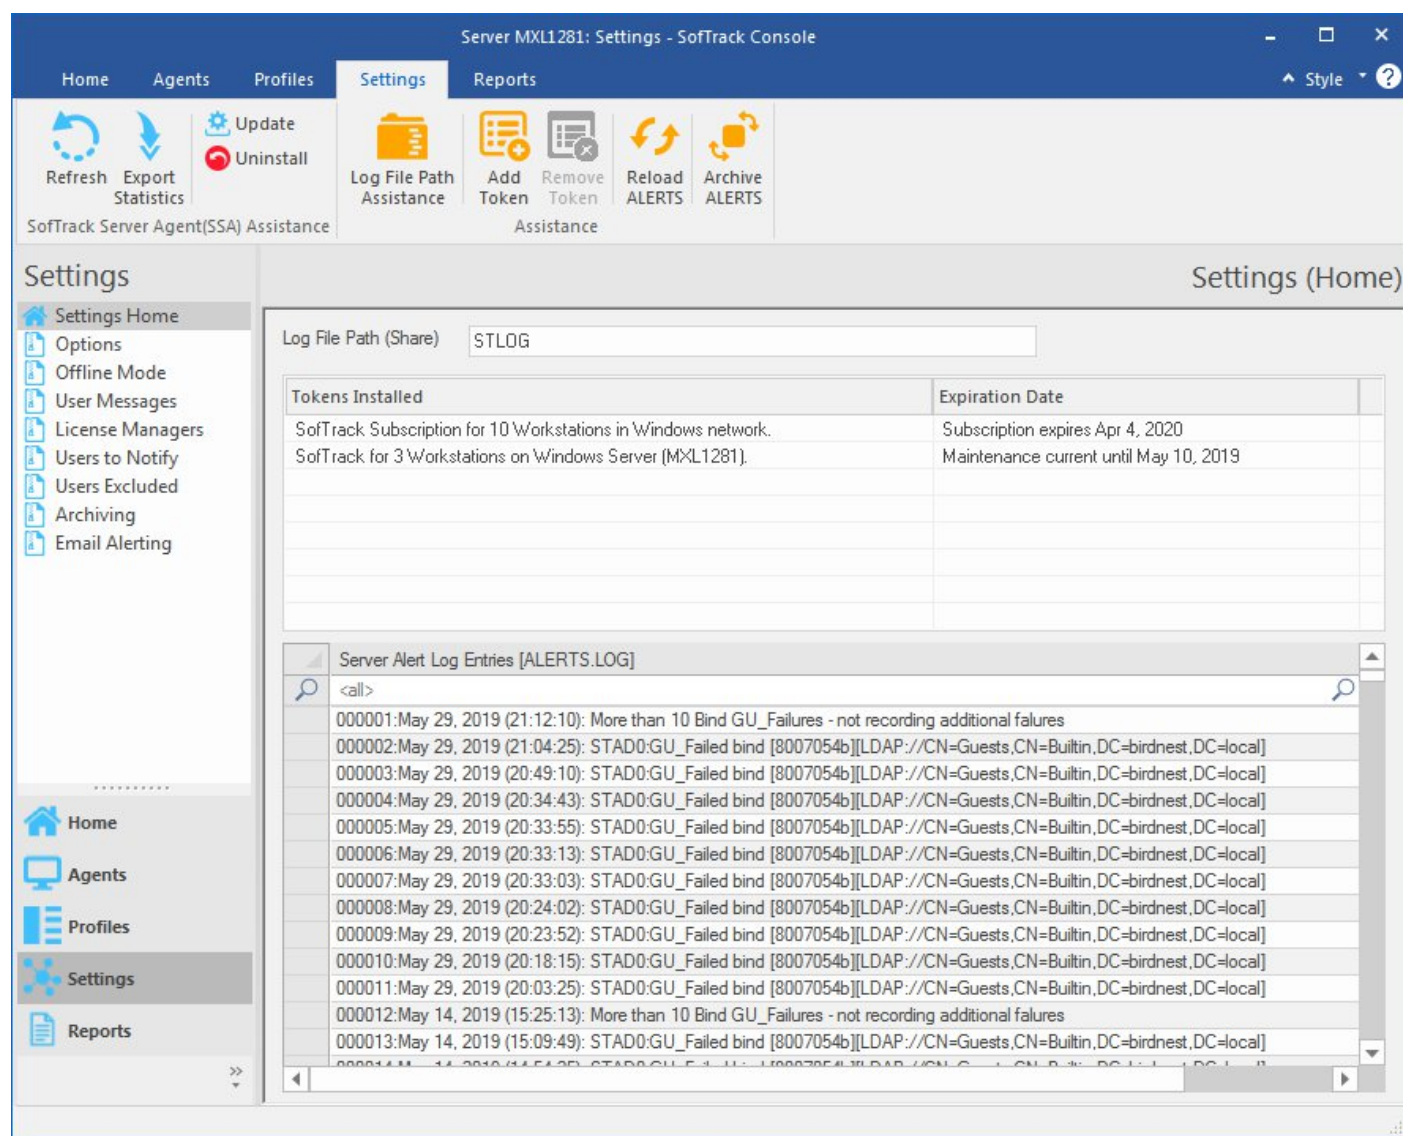 Server MXL1281: Settings - SofTrack Console
Home Agents Profiles Settings Reports Style
Refresh
Export Statistics
Update
Uninstall
Log File Path Assistance
Add Token
Remove Token
Reload ALERTS
Archive ALERTS
SofTrack Server Agent(SSA) Assistance
Assistance
Settings
Settings (Home)
Settings Home
Options
Offline Mode
User Messages
License Managers
Users to Notify
Users Excluded
Archiving
Email Alerting
Home
Agents
Profiles
Settings
Reports
Log File Path (Share) STLOG
Tokens Installed Expiration Date
SofTrack Subscription for 10 Workstations in Windows network. Subscription expires Apr 4, 2020
SofTrack for 3 Workstations on Windows Server (MXL1281). Maintenance current until May 10, 2019
Server Alert Log Entries [ALERTS.LOG]
<all>
000001:May 29, 2019 (21:12:10): More than 10 Bind GU_Failures - not recording additional falures
000002:May 29, 2019 (21:04:25): STAD0:GU_Failed bind [8007054b][LDAP://CN=Guests,CN=Builtin,DC=birdnest,DC=local]
000003:May 29, 2019 (20:49:10): STAD0:GU_Failed bind [8007054b][LDAP://CN=Guests,CN=Builtin,DC=birdnest,DC=local]
000004:May 29, 2019 (20:34:43): STAD0:GU_Failed bind [8007054b][LDAP://CN=Guests,CN=Builtin,DC=birdnest,DC=local]
000005:May 29, 2019 (20:33:55): STAD0:GU_Failed bind [8007054b][LDAP://CN=Guests,CN=Builtin,DC=birdnest,DC=local]
000006:May 29, 2019 (20:33:13): STAD0:GU_Failed bind [8007054b][LDAP://CN=Guests,CN=Builtin,DC=birdnest,DC=local]
000007:May 29, 2019 (20:33:03): STAD0:GU_Failed bind [8007054b][LDAP://CN=Guests,CN=Builtin,DC=birdnest,DC=local]
000008:May 29, 2019 (20:24:02): STAD0:GU_Failed bind [8007054b][LDAP://CN=Guests,CN=Builtin,DC=birdnest,DC=local]
000009:May 29, 2019 (20:23:52): STAD0:GU_Failed bind [8007054b][LDAP://CN=Guests,CN=Builtin,DC=birdnest,DC=local]
000010:May 29, 2019 (20:18:15): STAD0:GU_Failed bind [8007054b][LDAP://CN=Guests,CN=Builtin,DC=birdnest,DC=local]
000011:May 29, 2019 (20:03:25): STAD0:GU_Failed bind [8007054b][LDAP://CN=Guests,CN=Builtin,DC=birdnest,DC=local]
000012:May 14, 2019 (15:25:13): More than 10 Bind GU_Failures - not recording additional falures
000013:May 14, 2019 (15:09:49): STAD0:GU_Failed bind [8007054b][LDAP://CN=Guests,CN=Builtin,DC=birdnest,DC=local]